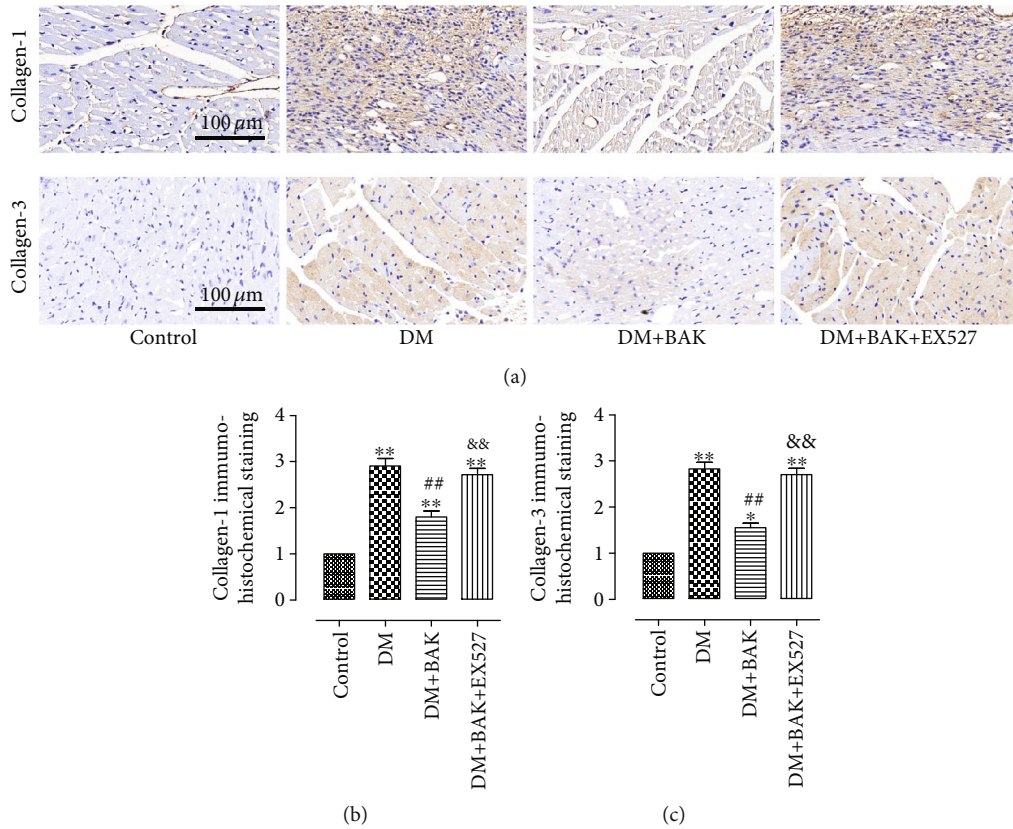 Collagen-1
100 µm
Collagen-3
100 µm
Control
DM
DM+BAK
DM+BAK+EX527
(a)
Collagen-1 immumo-
histochemical staining
4
3
2
1
0
**
##
**
&&
**
Control
DM
DM+BAK
DM+BAK+EX527
(b)
Collagen-3 immumo-
histochemical staining
4
3
2
1
0
**
##
*
&&
**
Control
DM
DM+BAK
DM+BAK+EX527
(c)